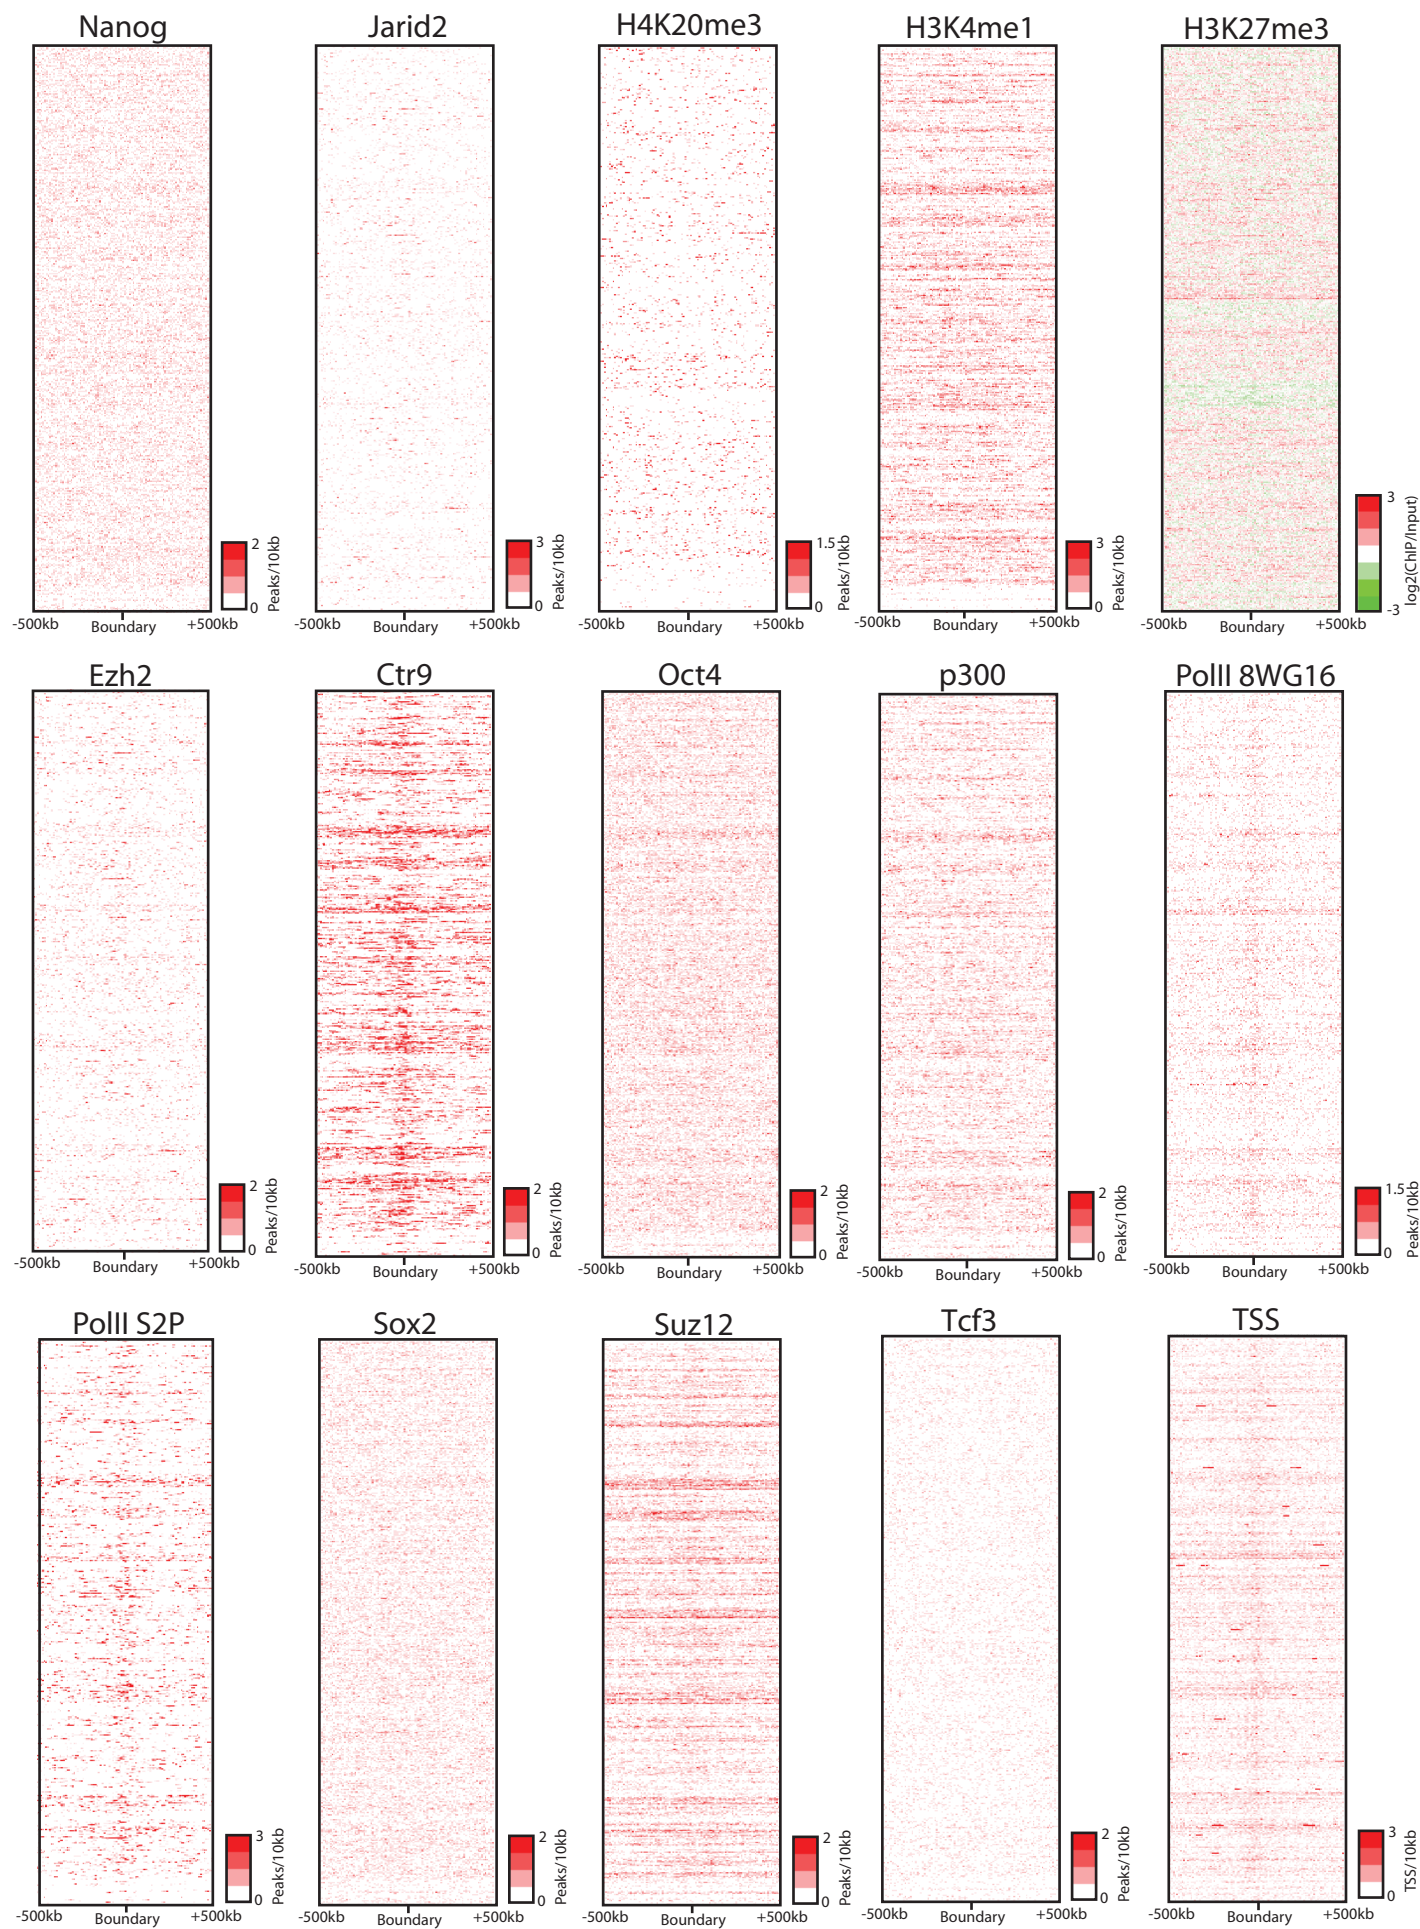 Nanog Jarid2 H4K20me3 H3K4me1 H3K27me3
2 0 Peaks/10kb
3 0 Peaks/10kb
1.5 0 Peaks/10kb
3 0 Peaks/10kb
3 -3 log2(ChIP/Input)
-500kb Boundary +500kb -500kb Boundary +500kb -500kb Boundary +500kb -500kb Boundary +500kb -500kb Boundary +500kb
Ezh2 Ctr9 Oct4 p300 PolII 8WG16
2 0 Peaks/10kb
2 0 Peaks/10kb
2 0 Peaks/10kb
2 0 Peaks/10kb
1.5 0 Peaks/10kb
-500kb Boundary +500kb -500kb Boundary +500kb -500kb Boundary +500kb -500kb Boundary +500kb -500kb Boundary +500kb
PolII S2P Sox2 Suz12 Tcf3 TSS
3 0 Peaks/10kb
2 0 Peaks/10kb
2 0 Peaks/10kb
2 0 Peaks/10kb
3 0 TSS/10kb
-500kb Boundary +500kb -500kb Boundary +500kb -500kb Boundary +500kb -500kb Boundary +500kb -500kb Boundary +500kb